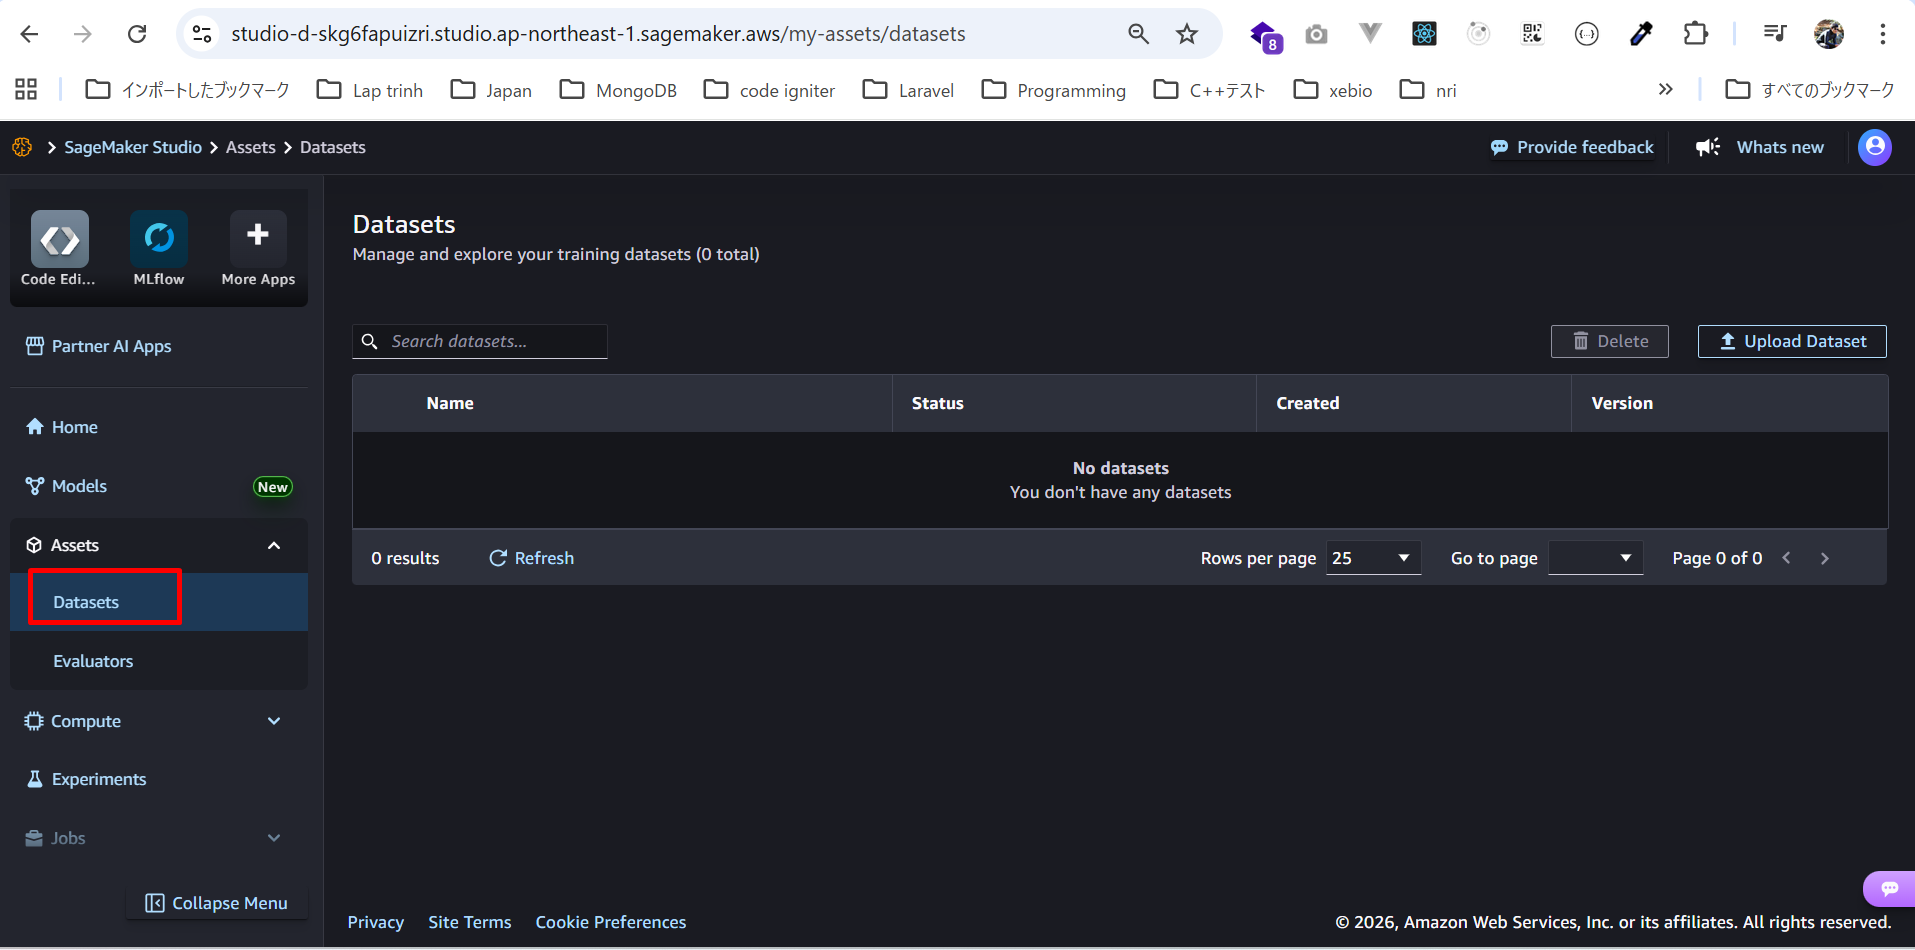 studio-d-skg6fapuizri.studio.ap-northeast-1.sagemaker.aws/my-assets/datasets
8
インポートしたブックマーク Lap trinh Japan MongoDB code igniter Laravel Programming C++テスト xebio nri すべてのブックマーク
SageMaker Studio Assets Datasets
Provide feedback Whats new
Code Edi... MLflow More Apps
Partner AI Apps
Home
Models New
Assets
Datasets
Evaluators
Compute
Experiments
Jobs
Collapse Menu
Datasets
Manage and explore your training datasets (0 total)
Search datasets... Delete Upload Dataset
Name Status Created Version
No datasets
You don't have any datasets
0 results Refresh Rows per page 25 Go to page Page 0 of 0
Privacy Site Terms Cookie Preferences © 2026, Amazon Web Services, Inc. or its affiliates. All rights reserved.